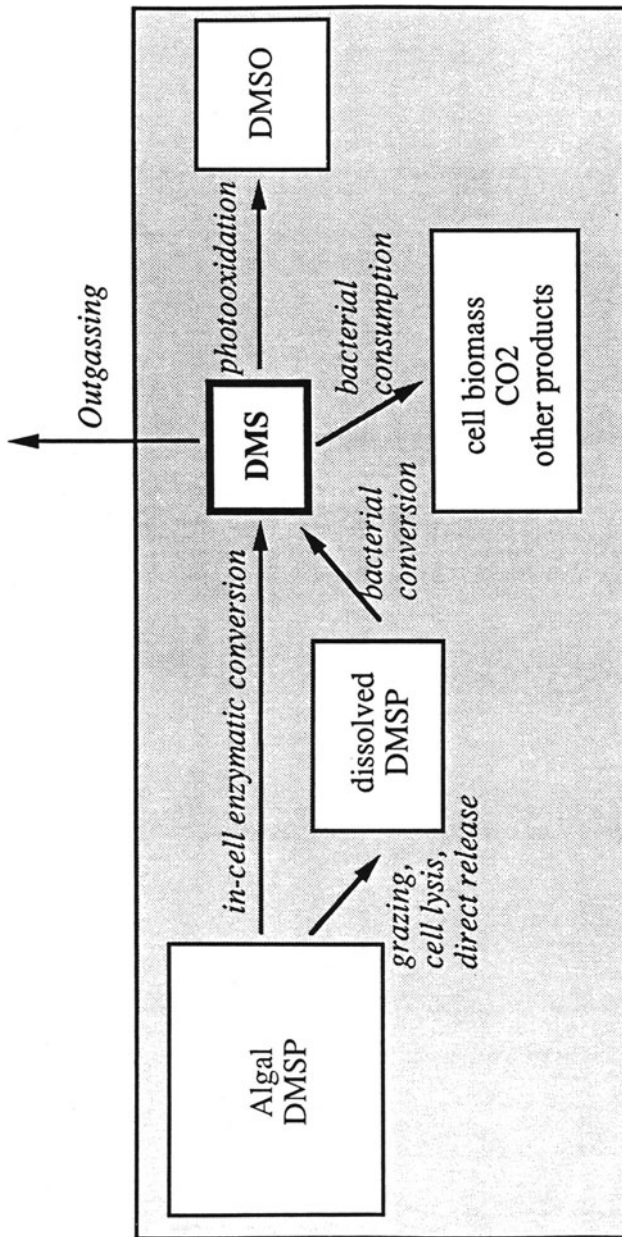 Outgassing
Algal
DMSP
in-cell enzymatic conversion
DMS
photooxidation
DMSO
grazing,
cell lysis,
direct release
dissolved
DMSP
bacterial
conversion
bacterial
consumption
cell biomass
CO2
other products